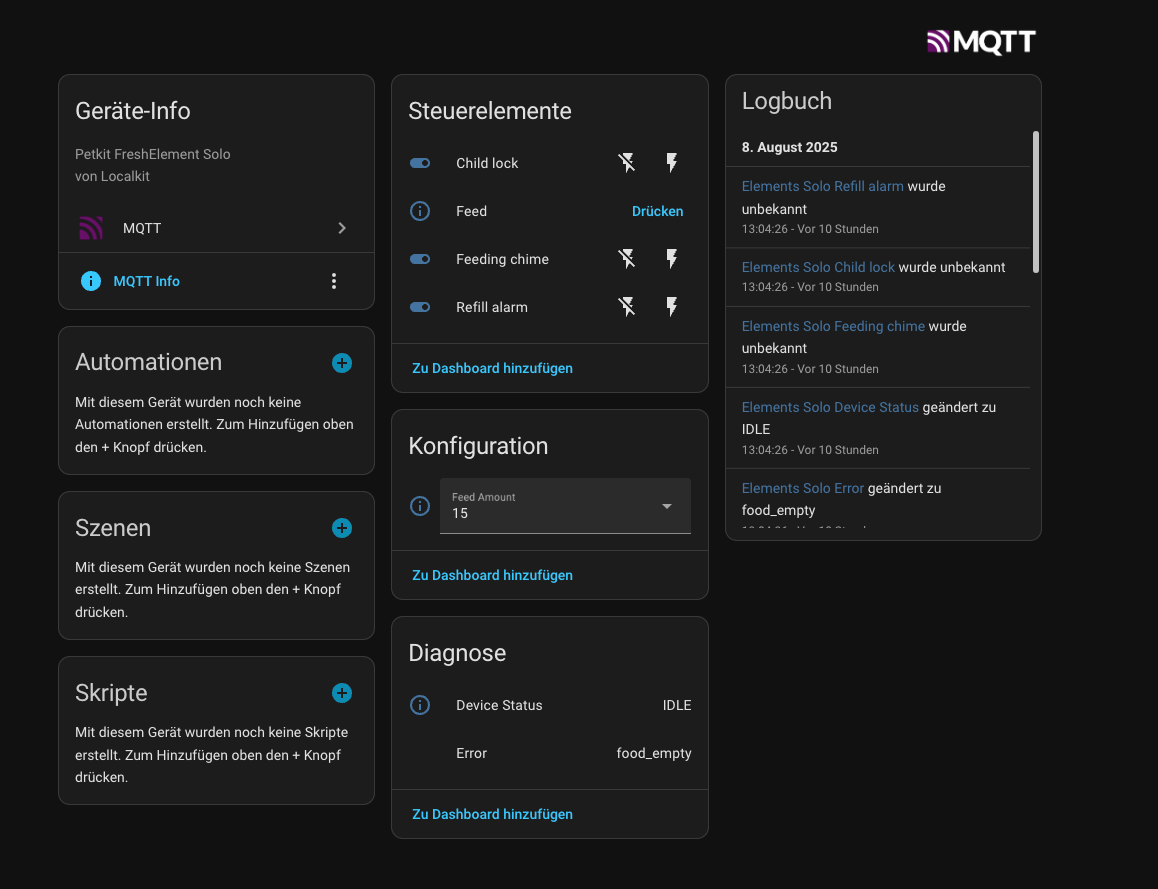 MQTT
Geräte-Info
Petkit FreshElement Solo
von Localkit
MQTT
MQTT Info
Automationen
Mit diesem Gerät wurden noch keine
Automationen erstellt. Zum Hinzufügen oben
den + Knopf drücken.
Szenen
Mit diesem Gerät wurden noch keine Szenen
erstellt. Zum Hinzufügen oben den + Knopf
drücken.
Skripte
Mit diesem Gerät wurden noch keine Skripte
erstellt. Zum Hinzufügen oben den + Knopf
drücken.
Steuerelemente
Child lock
Feed Drücken
Feeding chime
Refill alarm
Zu Dashboard hinzufügen
Konfiguration
Feed Amount
15
Zu Dashboard hinzufügen
Diagnose
Device Status IDLE
Error food_empty
Zu Dashboard hinzufügen
Logbuch
8. August 2025
Elements Solo Refill alarm wurde
unbekannt
13:04:26 - Vor 10 Stunden
Elements Solo Child lock wurde unbekannt
13:04:26 - Vor 10 Stunden
Elements Solo Feeding chime wurde
unbekannt
13:04:26 - Vor 10 Stunden
Elements Solo Device Status geändert zu
IDLE
13:04:26 - Vor 10 Stunden
Elements Solo Error geändert zu
food_empty